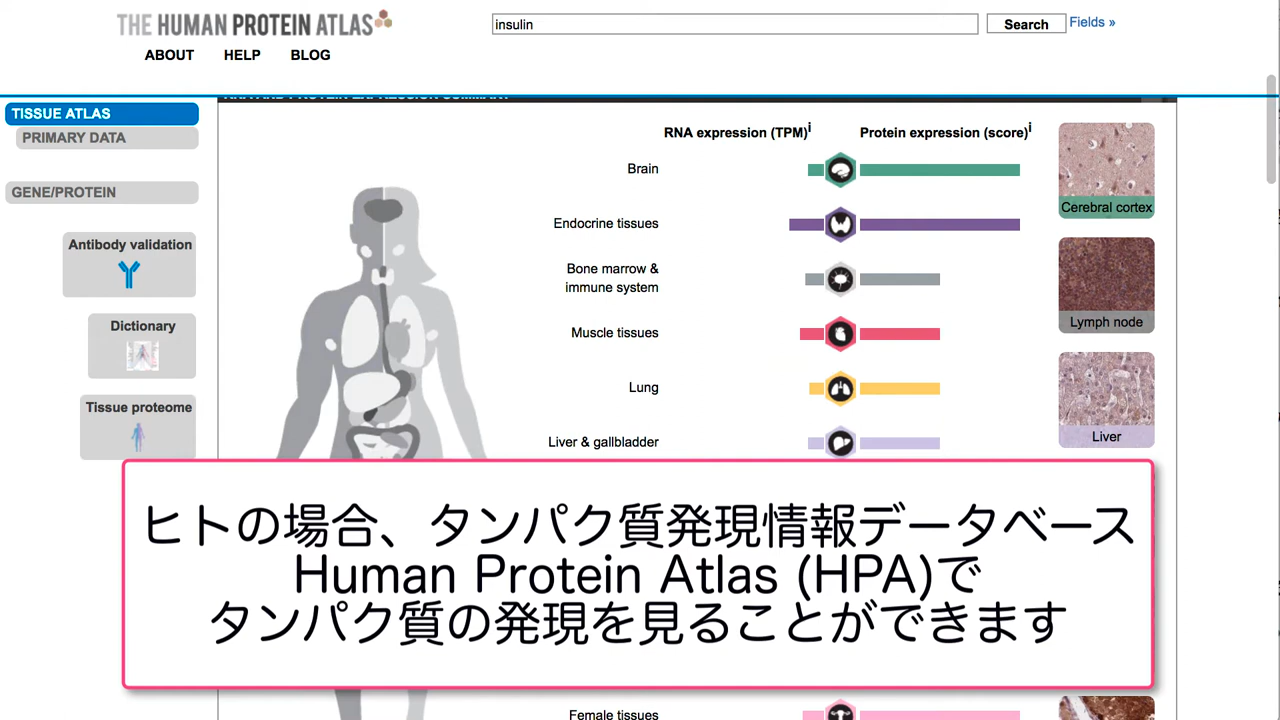 THE HUMAN PROTEIN ATLAS
insulin
Search
Fields »
ABOUT HELP BLOG
TISSUE ATLAS
PRIMARY DATA
GENE/PROTEIN
Antibody validation
Dictionary
Tissue proteome
RNA expression (TPM)i
Protein expression (score)i
Brain
Endocrine tissues
Bone marrow &
immune system
Muscle tissues
Lung
Liver & gallbladder
Cerebral cortex
Lymph node
Liver
ヒトの場合、タンパク質発現情報データベース
Human Protein Atlas (HPA)で
タンパク質の発現を見ることができます
Female tissues